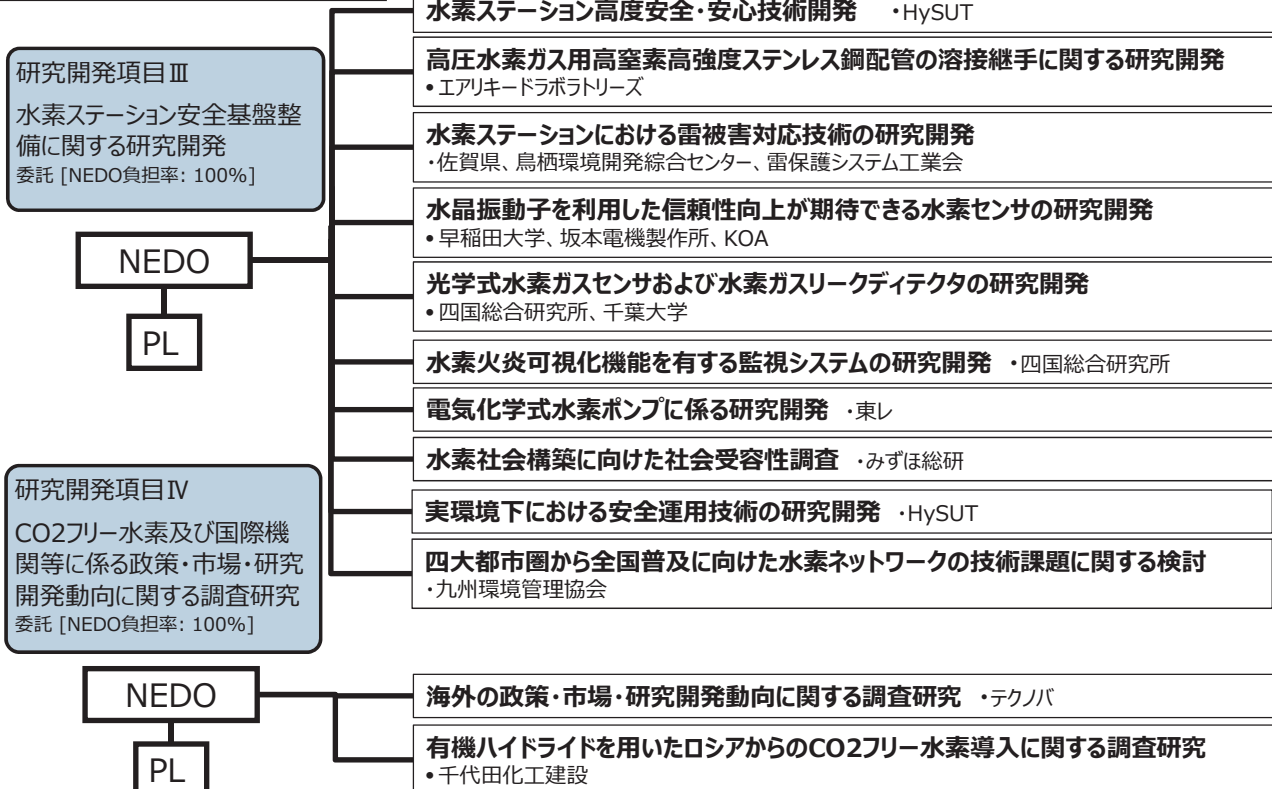 水素ステーション高度安全・安心技術開発 ・HySUT
研究開発項目Ⅲ
水素ステーション安全基盤整
備に関する研究開発
委託 [NEDO負担率: 100%]
NEDO
PL
高圧水素ガス用高窒素高強度ステンレス鋼配管の溶接継手に関する研究開発
• エアリキードラボラトリーズ
水素ステーションにおける雷被害対応技術の研究開発
・佐賀県、鳥栖環境開発綜合センター、雷保護システム工業会
水晶振動子を利用した信頼性向上が期待できる水素センサの研究開発
• 早稲田大学、坂本電機製作所、KOA
光学式水素ガスセンサおよび水素ガスリークディテクタの研究開発
• 四国総合研究所、千葉大学
水素火炎可視化機能を有する監視システムの研究開発 ・四国総合研究所
電気化学式水素ポンプに係る研究開発 ・東レ
水素社会構築に向けた社会受容性調査 ・みずほ総研
実環境下における安全運用技術の研究開発 ・HySUT
四大都市圏から全国普及に向けた水素ネットワークの技術課題に関する検討
・九州環境管理協会
研究開発項目Ⅳ
CO2フリー水素及び国際機
関等に係る政策・市場・研究
開発動向に関する調査研究
委託 [NEDO負担率: 100%]
NEDO
PL
海外の政策・市場・研究開発動向に関する調査研究 ・テクノバ
有機ハイドライドを用いたロシアからのCO2フリー水素導入に関する調査研究
• 千代田化工建設